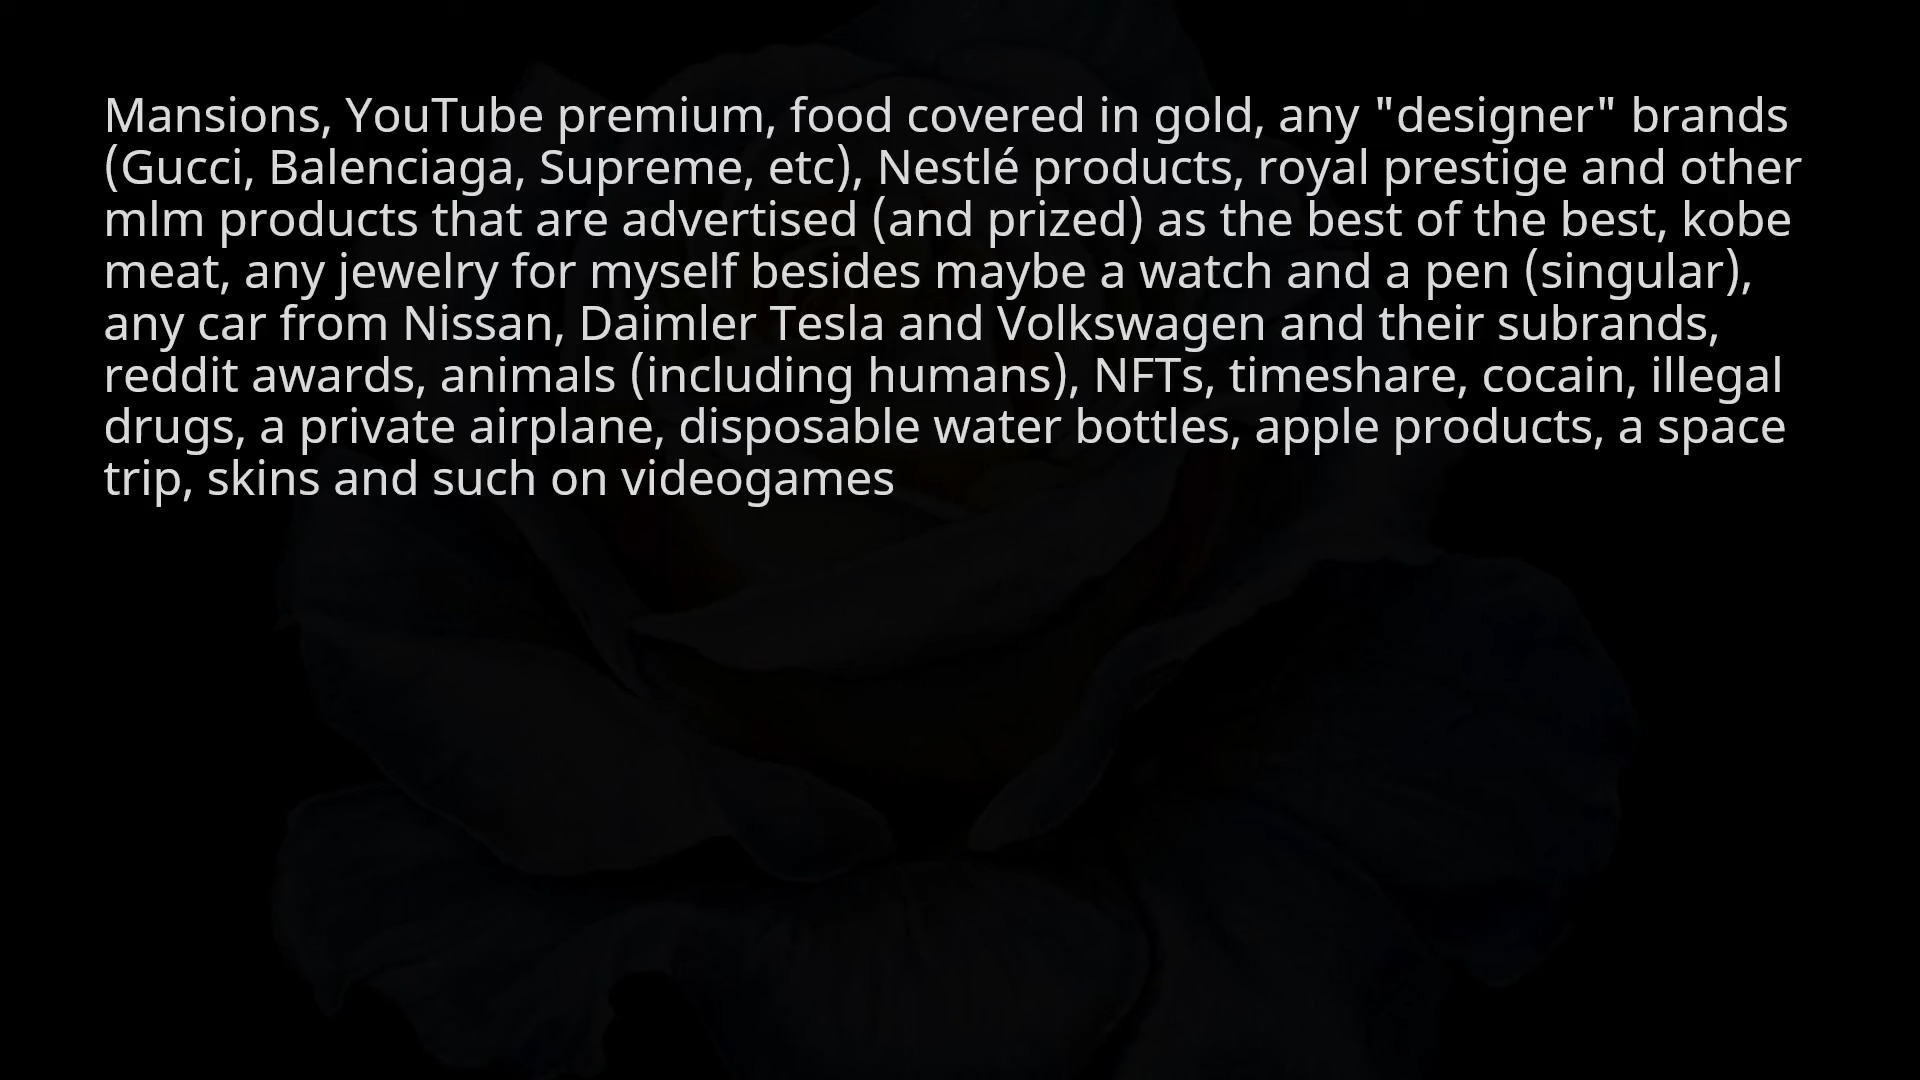 Mansions, YouTube premium, food covered in gold, any "designer" brands
(Gucci, Balenciaga, Supreme, etc), Nestlé products, royal prestige and other
mlm products that are advertised (and prized) as the best of the best, kobe
meat, any jewelry for myself besides maybe a watch and a pen (singular),
any car from Nissan, Daimler Tesla and Volkswagen and their subrands,
reddit awards, animals (including humans), NFTs, timeshare, cocain, illegal
drugs, a private airplane, disposable water bottles, apple products, a space
trip, skins and such on videogames